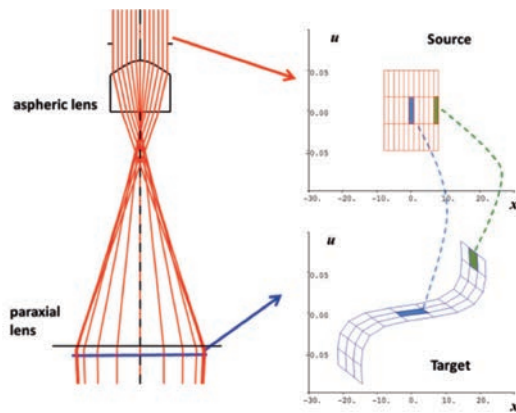 aspheric lens
paraxial
lens
u
Source
0.05
0.00
0.05
-30.
-20.
-10.
0.
10.
20.
x
u
0.05
0.00
0.05
Target
-30.
-20.
-10.
0.
10.
20.
x